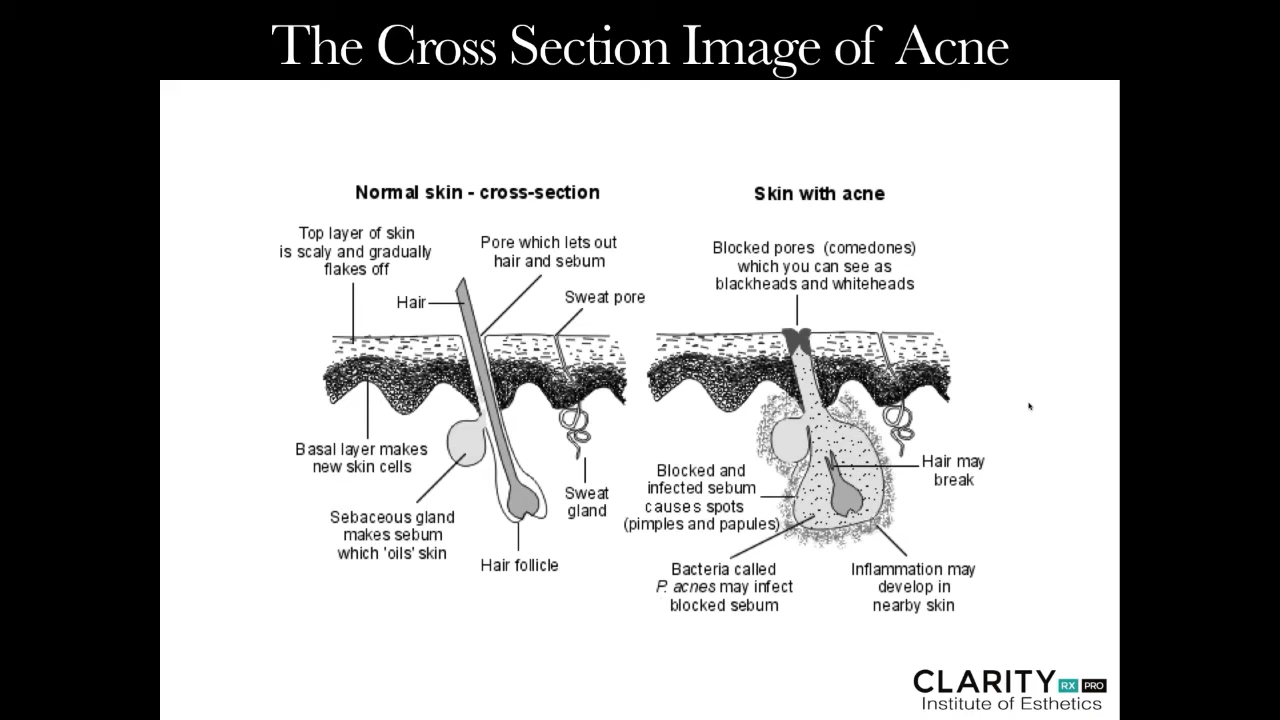 The Cross Section Image of Acne
Normal skin - cross-section
Top layer of skin
is scaly and gradually
flakes off
Pore which lets out
hair and sebum
Hair
Sweat pore
Basal layer makes
new skin cells
Sebaceous gland
makes sebum
which 'oils' skin
Sweat
gland
Hair follicle
Skin with acne
Blocked pores (comedones)
which you can see as
blackheads and whiteheads
Blocked and
infected sebum
causes spots
(pimples and papules)
Hair may
break
Bacteria called
P. acnes may infect
blocked sebum
Inflammation may
develop in
nearby skin
CLARITY RX PRO
Institute of Esthetics